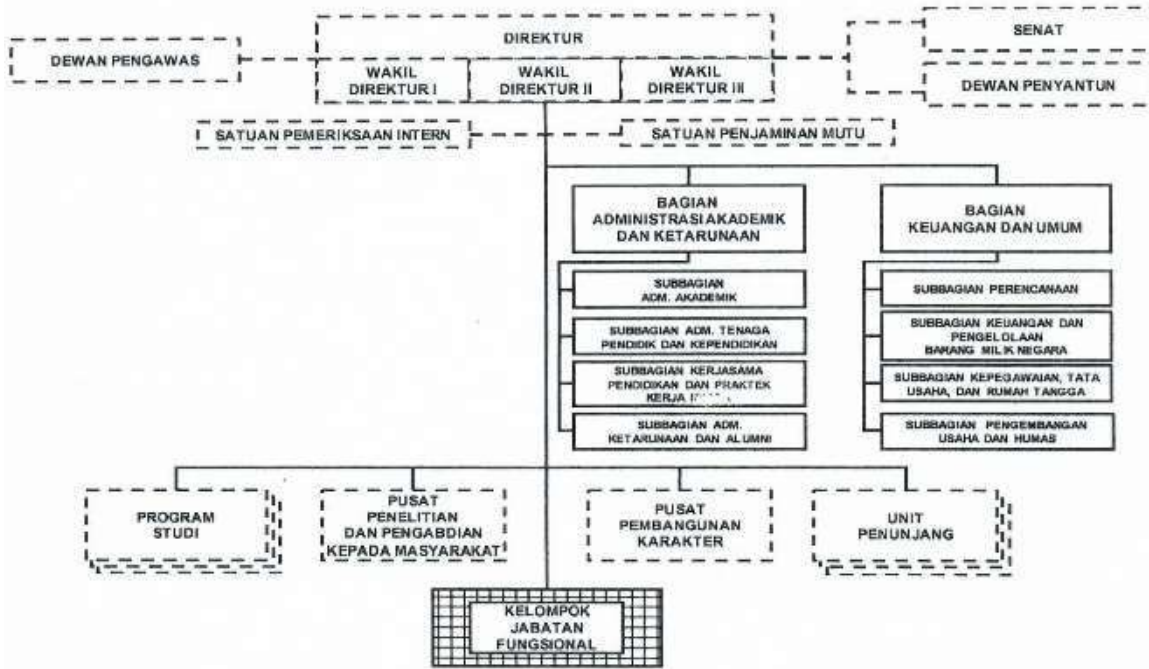 DIREKTUR
SENAT
DEWAN PENGAWAS
WAKIL
DIREKTUR I
WAKIL
DIREKTUR II
WAKIL
DIREKTUR III
DEWAN PENYANTUN
SATUAN PEMERIKSAAN INTERN
SATUAN PENJAMINAN MUTU
BAGIAN
ADMINISTRASI AKADEMIK
DAN KETARUNAAN
BAGIAN
KEUANGAN DAN UMUM
SUBBAGIAN
ADM. AKADEMIK
SUBBAGIAN ADM. TENAGA
PENDIDIK DAN KEPENDIDIKAN
SUBBAGIAN KERJASAMA
PENDIDIKAN DAN PRAKTEK
KERJA
SUBBAGIAN ADM.
KETARUNAAN DAN ALUMNI
SUBBAGIAN PERENCANAAN
SUBBAGIAN KEUANGAN DAN
PENGELOLAAN
BARANG MILIK NEGARA
SUBBAGIAN KEPEGAWAIAN, TATA
USAHA, DAN RUMAH TANGGA
SUBBAGIAN PENGEMBANGAN
USAHA DAN HUMAS
PROGRAM
STUDI
PUSAT
PENELITIAN
DAN PENGABDIAN
KEPADA MASYARAKAT
PUSAT
PEMBANGUNAN
KARAKTER
UNIT
PENUNJANG
KELOMPOK
JABATAN
FUNGSIONAL